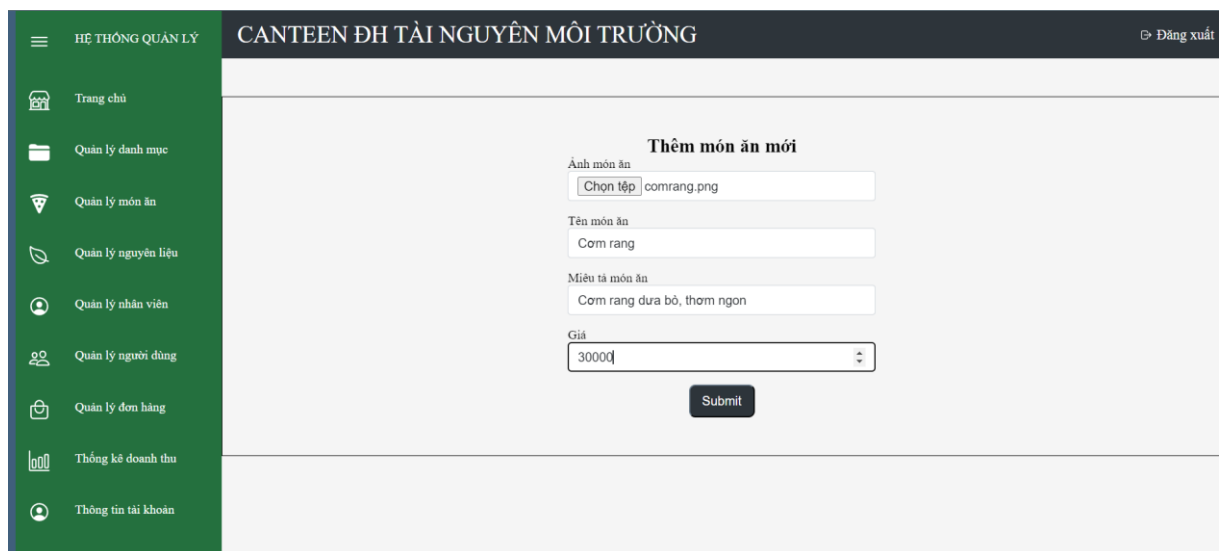 HỆ THỐNG QUẢN LÝ
CANTEEN ĐH TÀI NGUYÊN MÔI TRƯỜNG
Đăng xuất
Trang chủ
Quản lý danh mục
Quản lý món ăn
Quản lý nguyên liệu
Quản lý nhân viên
Quản lý người dùng
Quản lý đơn hàng
Thống kê doanh thu
Thông tin tài khoản
Thêm món ăn mới
Ảnh món ăn
Chọn tệp comrang.png
Tên món ăn
Cơm rang
Miêu tả món ăn
Cơm rang dưa bò, thơm ngon
Giá
30000
Submit